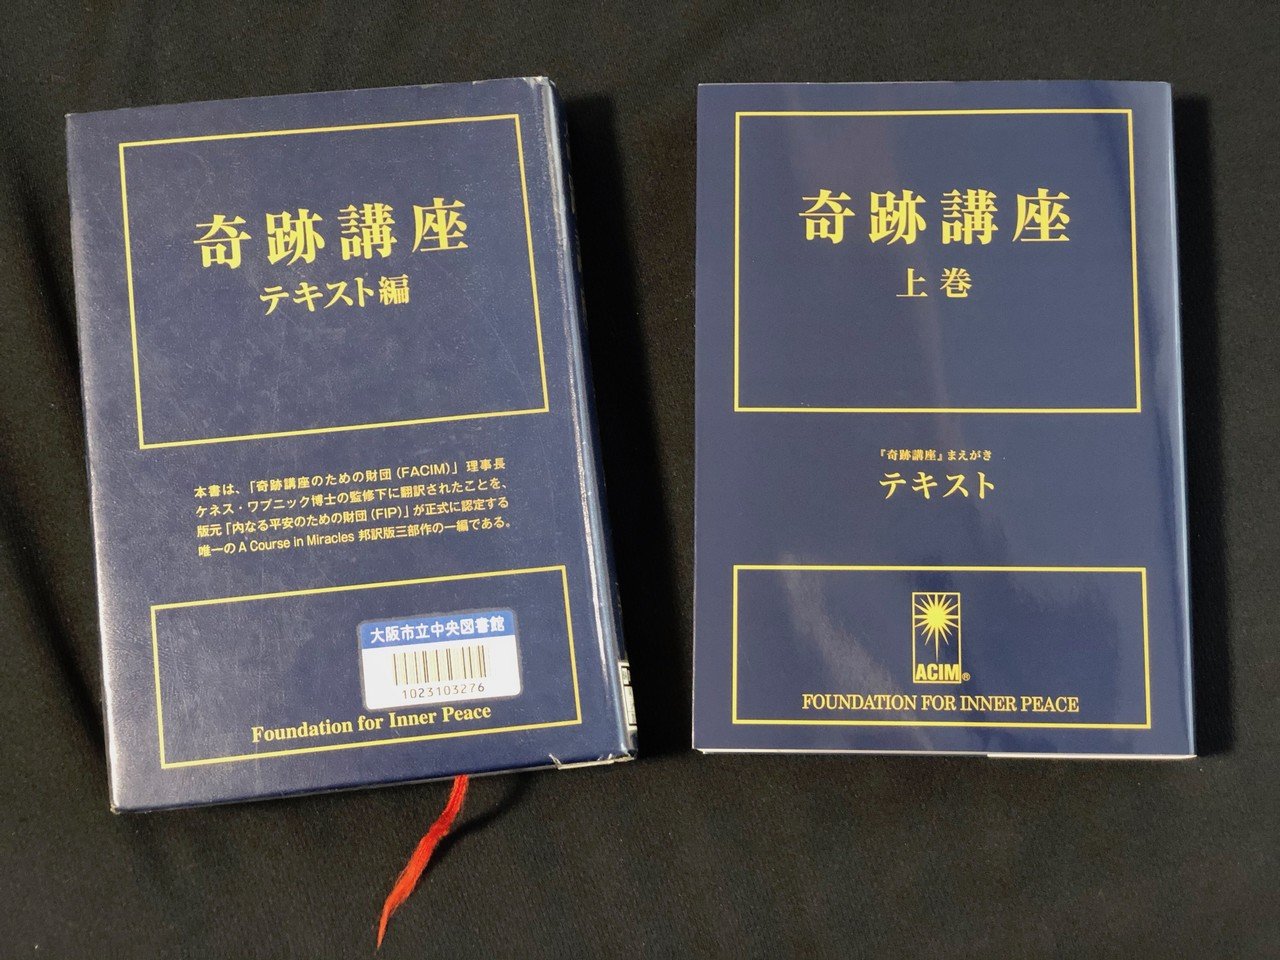 奇跡講座
テキスト編
本書は、「奇跡講座のための財団(FACIM)」理事長
ケネス・ワプニック博士の監修下に翻訳されたことを、
版元「内なる平安のための財団(FIP)」が正式に認定する
唯一のA Course in Miracles 邦訳版三部作の一編である。
大阪市立中央図書館
1023103276
Foundation for Inner Peace
奇跡講座
上巻
『奇跡講座』まえがき
テキスト
ACIM®
FOUNDATION FOR INNER PEACE